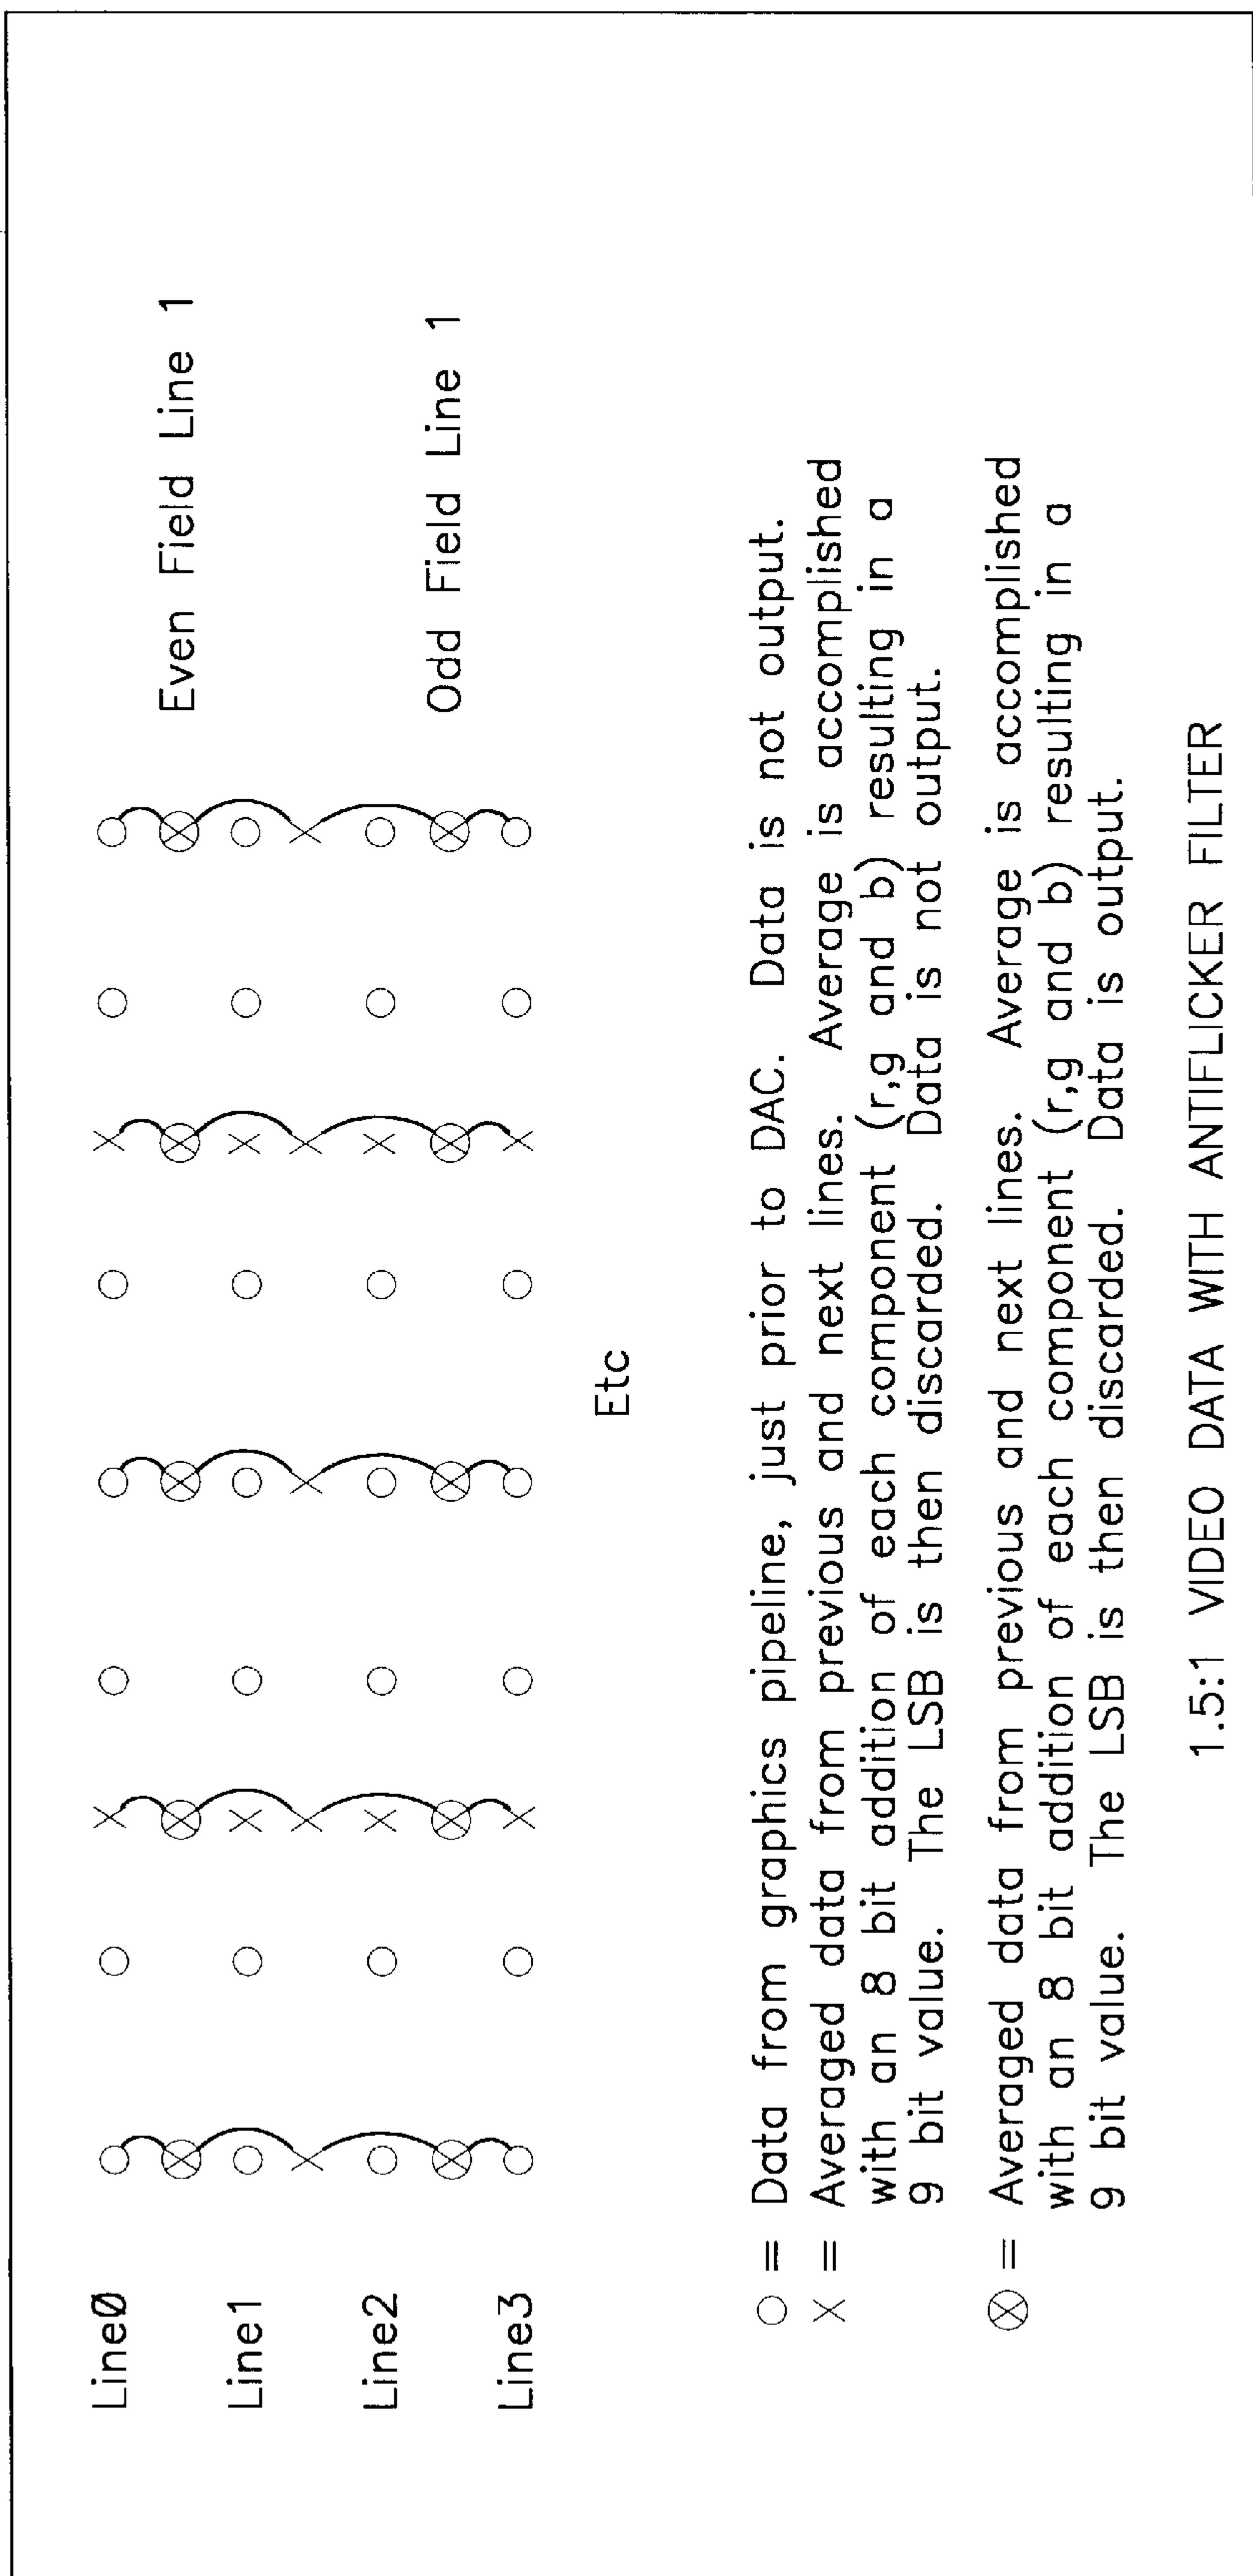 Line0
Even Field Line 1
Line1
Line2
Odd Field Line 1
Line3
Etc
○ = Data from graphics pipeline, just prior to DAC. Data is not output.
X = Averaged data from previous and next lines. Average is accomplished
with an 8 bit addition of each component (r,g and b) resulting in a
9 bit value. The LSB is then discarded. Data is not output.
⊗ = Averaged data from previous and next lines. Average is accomplished
with an 8 bit addition of each component (r,g and b) resulting in a
9 bit value. The LSB is then discarded. Data is output.
1.5:1 VIDEO DATA WITH ANTIFLICKER FILTER